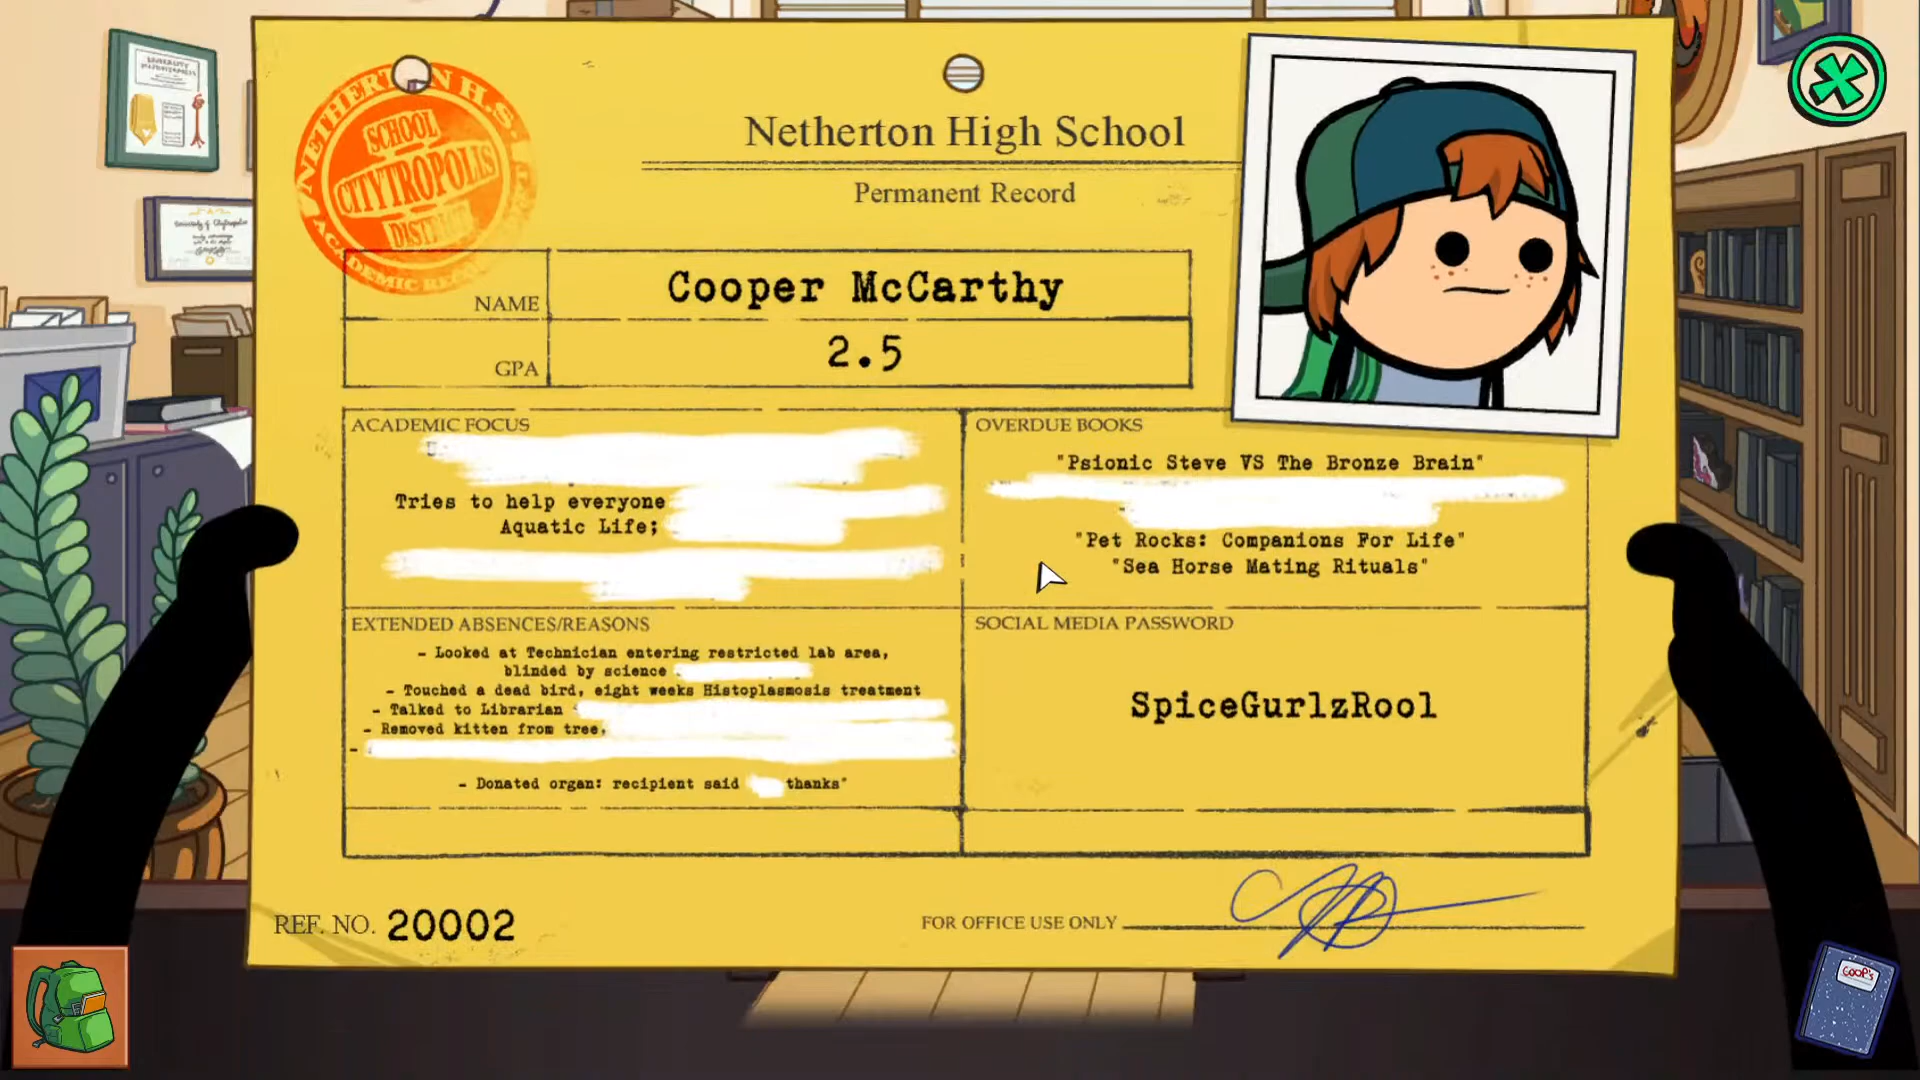 NETHERTON H.S.
SCHOOL
CITYTROPOLIS
DISTRICT
Netherton High School
Permanent Record
NAME
Cooper McCarthy
GPA
2.5
ACADEMIC FOCUS
Tries to help everyone
Aquatic Life;
OVERDUE BOOKS
"Psionic Steve VS The Bronze Brain"
"Pet Rocks: Companions For Life"
"Sea Horse Mating Rituals"
EXTENDED ABSENCES/REASONS
- Looked at Technician entering restricted lab area,
blinded by science
- Touched a dead bird, eight weeks Histoplasmosis treatment
- Talked to Librarian
- Removed kitten from tree,
-
- Donated organ: recipient said thanks"
SOCIAL MEDIA PASSWORD
SpiceGurlzRool
REF. NO. 20002
FOR OFFICE USE ONLY
COOP'S